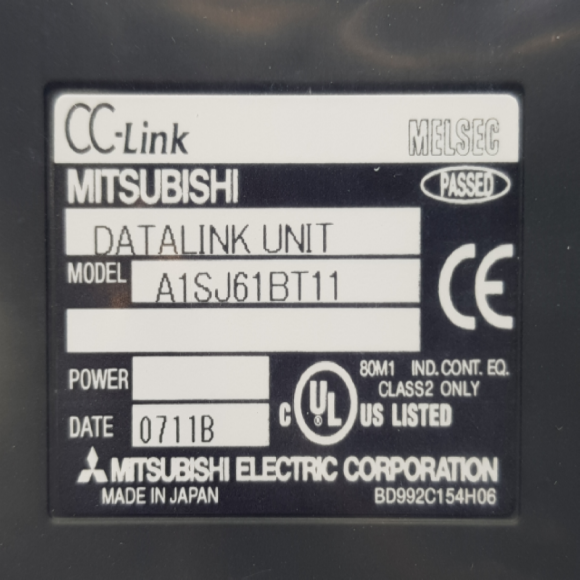 CC-Link MELSEC
MITSUBISHI PASSED
DATALINK UNIT
MODEL A1SJ61BT11
CE
POWER
80M1 IND. CONT. EQ.
CLASS2 ONLY
DATE 0711B
C UL ® US LISTED
MITSUBISHI ELECTRIC CORPORATION
MADE IN JAPAN BD992C154H06